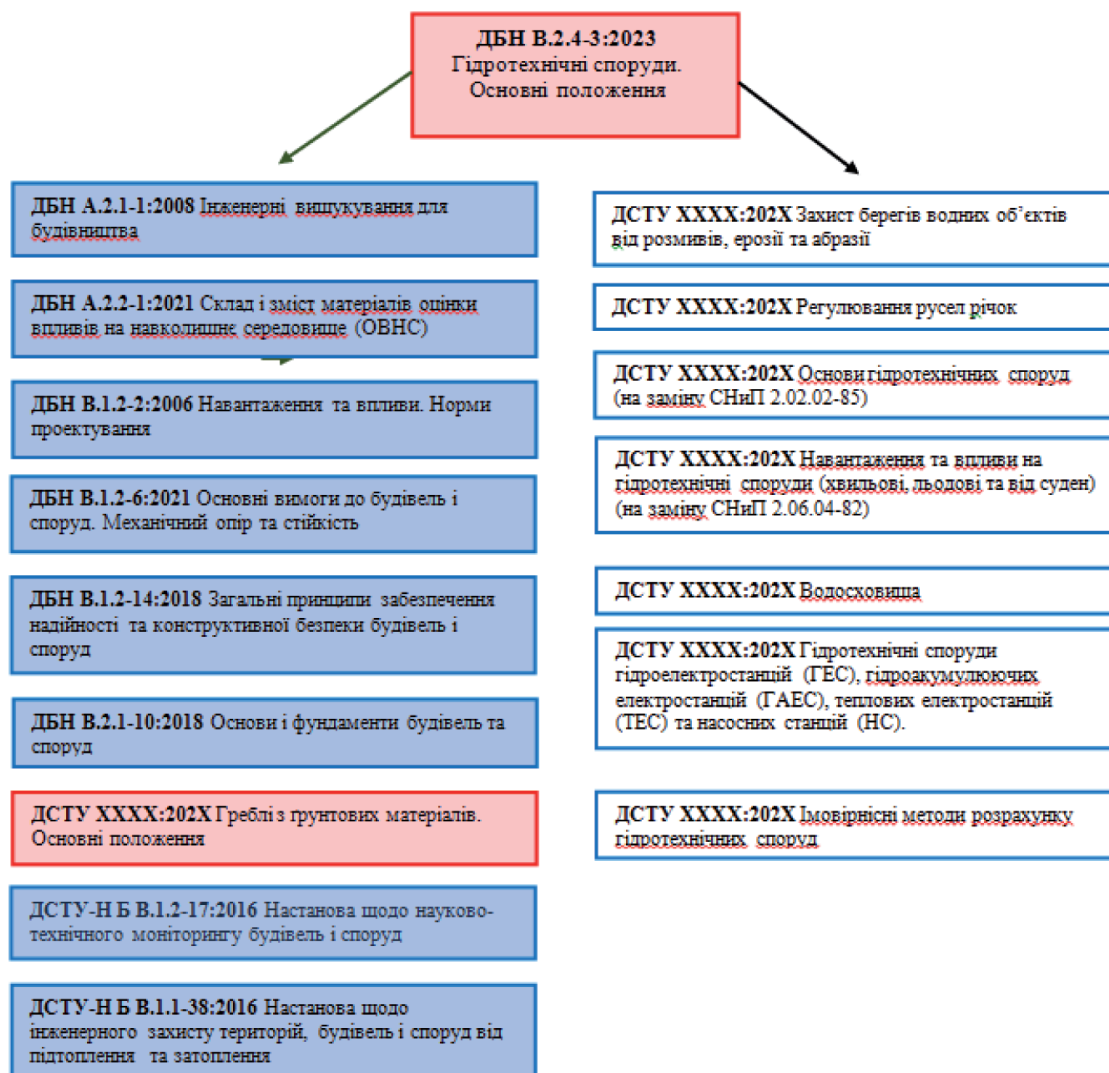 ДБН В.2.4-3:2023
Гідротехнічні споруди.
Основні положення
ДБН А.2.1-1:2008 Інженерні вишукування для
будівництва
ДБН А.2.2-1:2021 Склад і зміст матеріалів оцінки
впливів на навколишнє середовище (ОВНС)
ДБН В.1.2-2:2006 Навантаження та впливи. Норми
проектування
ДБН В.1.2-6:2021 Основні вимоги до будівель і
споруд. Механічний опір та стійкість
ДБН В.1.2-14:2018 Загальні принципи забезпечення
надійності та конструктивної безпеки будівель і
споруд
ДБН В.2.1-10:2018 Основи і фундаменти будівель та
споруд
ДСТУ ХХХХ:202Х Греблі з ґрунтових матеріалів.
Основні положення
ДСТУ-Н Б В.1.2-17:2016 Настанова щодо науково-
технічного моніторингу будівель і споруд
ДСТУ-Н Б В.1.1-38:2016 Настанова щодо
інженерного захисту територій, будівель і споруд від
підтоплення та затоплення
ДСТУ ХХХХ:202Х Захист берегів водних об’єктів
від розмивів, ерозії та абразії
ДСТУ ХХХХ:202Х Регулювання русел річок
ДСТУ ХХХХ:202Х Основи гідротехнічних споруд
(на заміну СНиП 2.02.02-85)
ДСТУ ХХХХ:202Х Навантаження та впливи на
гідротехнічні споруди (хвильові, льодові та від суден)
(на заміну СНиП 2.06.04-82)
ДСТУ ХХХХ:202Х Водосховища
ДСТУ ХХХХ:202Х Гідротехнічні споруди
гідроелектростанцій (ГЕС), гідроакумулюючих
електростанцій (ГАЕС), теплових електростанцій
(ТЕС) та насосних станцій (НС).
ДСТУ ХХХХ:202Х Імовірнісні методи розрахунку
гідротехнічних споруд